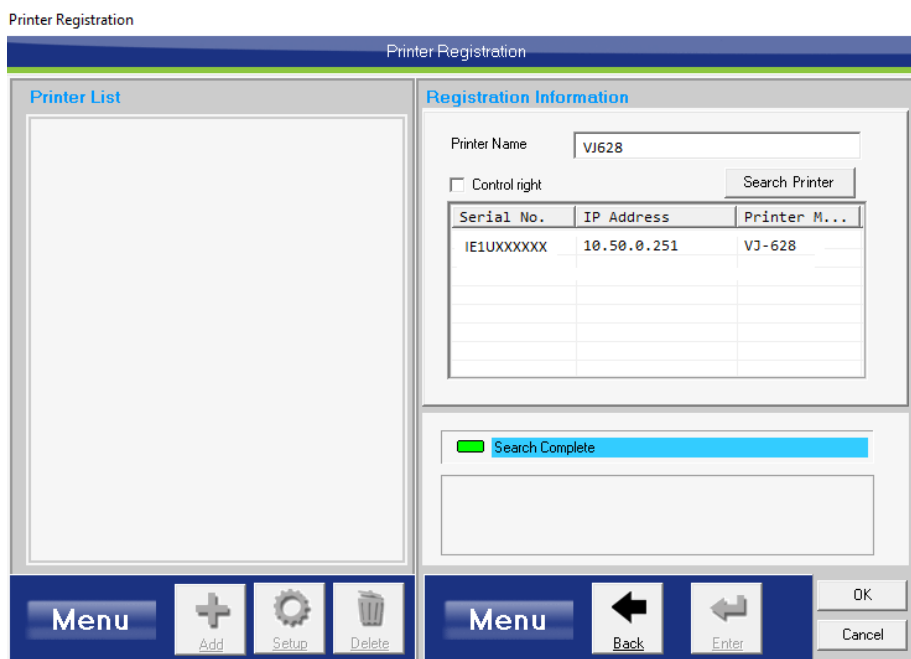 Printer Registration
Printer Registration
Printer List
Registration Information
Printer Name
VJ628
Control right
Search Printer
Serial No.
IP Address
Printer M...
IE1UXXXXXX
10.50.0.251
VJ-628
Search Complete
Menu
Add
Setup
Delete
Menu
Back
Enter
OK
Cancel